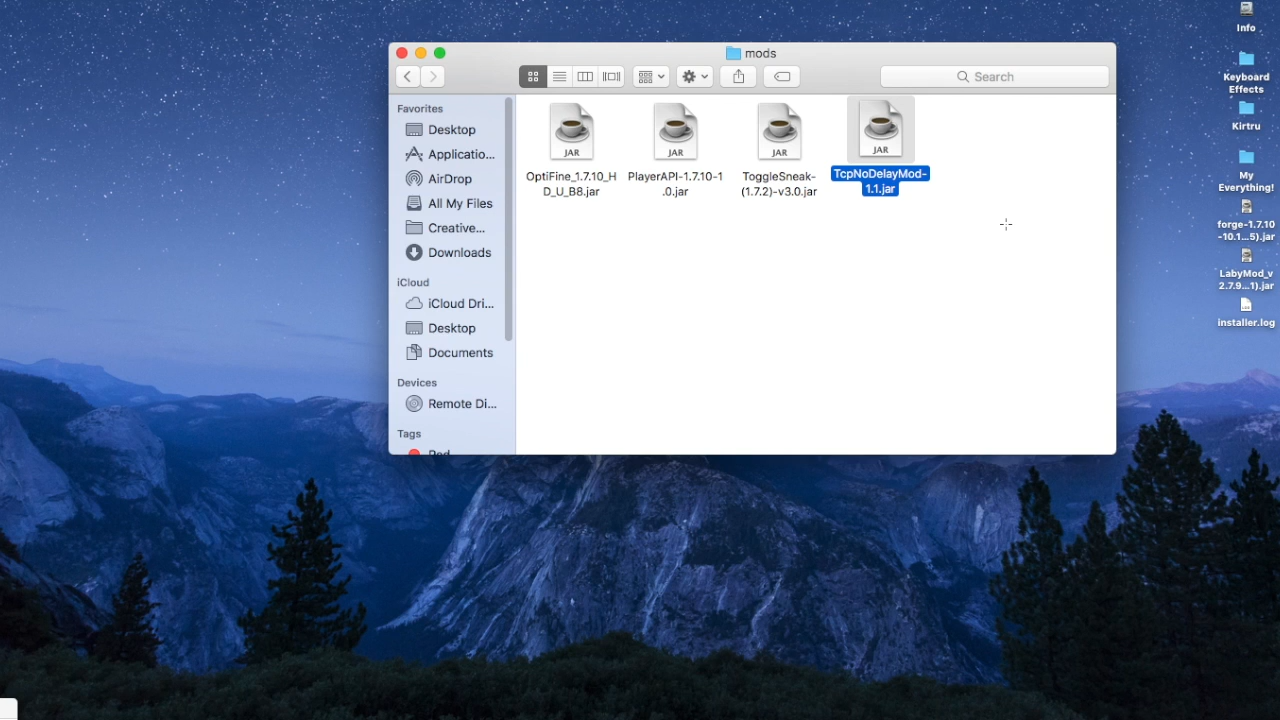 mods
Search
Favorites
Desktop
Applicatio...
AirDrop
All My Files
Creative...
Downloads
iCloud
iCloud Dri...
Desktop
Documents
Devices
Remote Di...
Tags
Red
JAR
OptiFine_1.7.10_H
D_U_B8.jar
JAR
PlayerAPI-1.7.10-1
.0.jar
JAR
ToggleSneak-
(1.7.2)-v3.0.jar
JAR
TcpNoDelayMod-
1.1.jar
Info
Keyboard
Effects
Kirtru
My
Everything!
forge-1.7.10
-10.1...5).jar
LabyMod_v
2.7.9...1).jar
installer.log